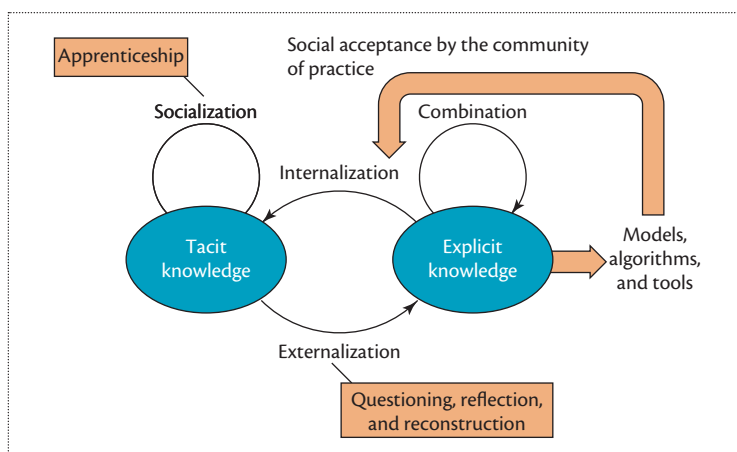 Social acceptance by the community
of practice
Apprenticeship
Socialization
Combination
Internalization
Tacit
knowledge
Explicit
knowledge
Models,
algorithms,
and tools
Externalization
Questioning, reflection,
and reconstruction